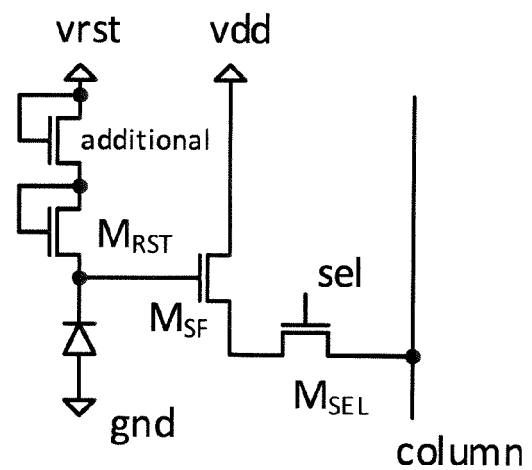 vrst
vdd
additional
M_RST
sel
M_SF
M_SEL
gnd
column